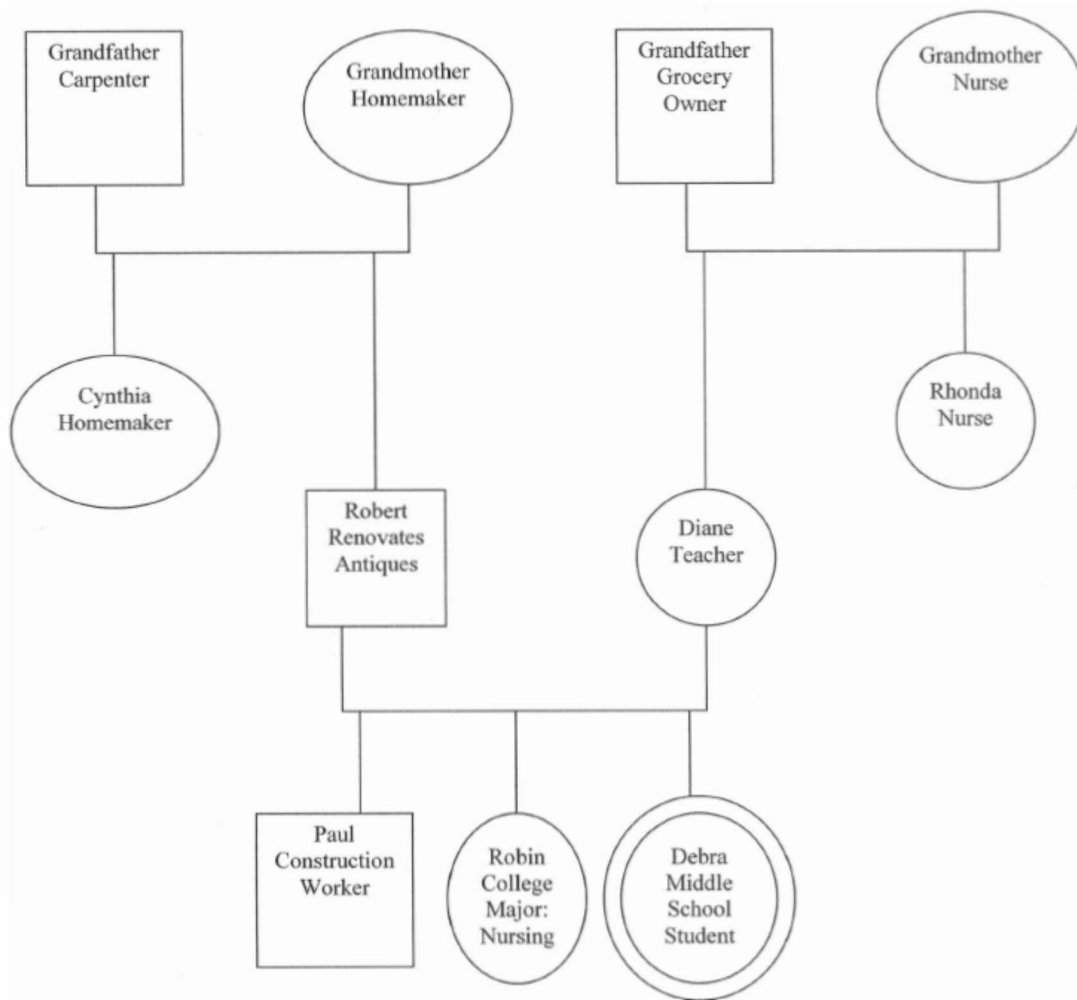 Grandfather
Carpenter
Grandmother
Homemaker
Grandfather
Grocery
Owner
Grandmother
Nurse
Cynthia
Homemaker
Rhonda
Nurse
Robert
Renovates
Antiques
Diane
Teacher
Paul
Construction
Worker
Robin
College
Major:
Nursing
Debra
Middle
School
Student